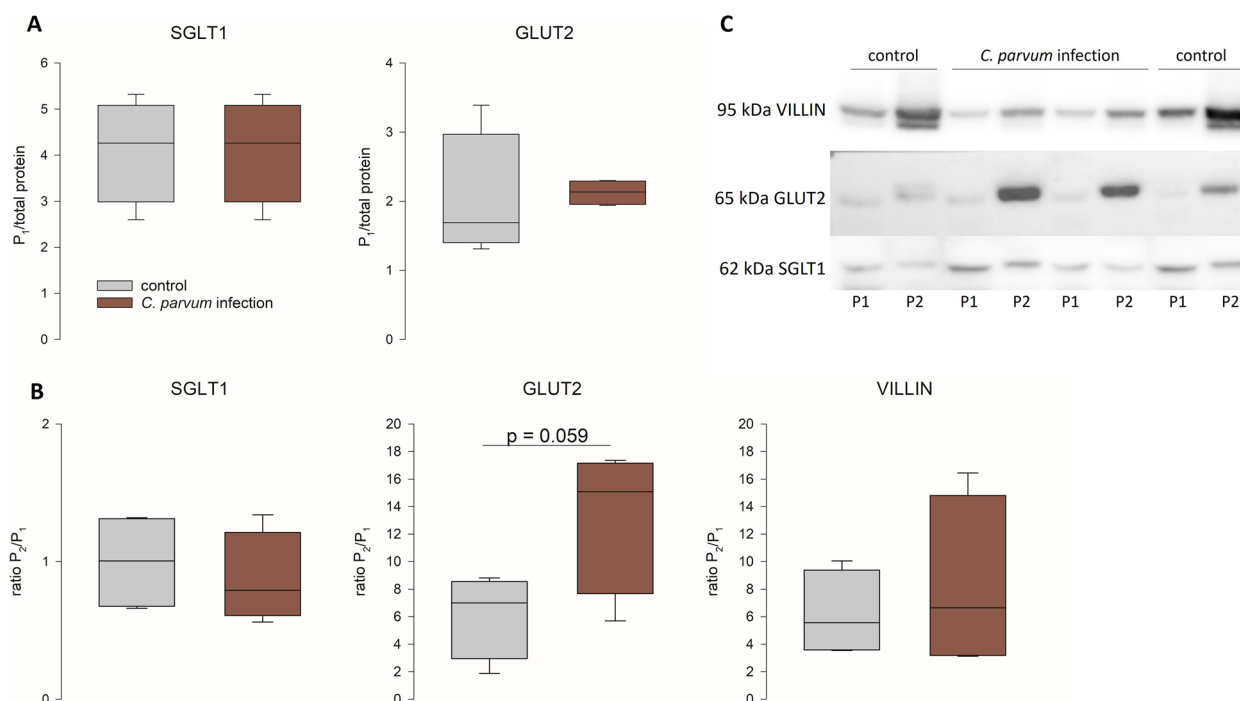 A
SGLT1
GLUT2
P1/total protein
6
5
4
3
2
1
0
control
C. parvum infection
P1/total protein
4
3
2
1
0
C
control
C. parvum infection
control
95 kDa VILLIN
65 kDa GLUT2
62 kDa SGLT1
P1 P2 P1 P2 P1 P2 P1 P2
B
SGLT1
GLUT2
VILLIN
ratio P2/P1
2
1
0
ratio P2/P1
20
18
16
14
12
10
8
6
4
2
0
p = 0.059
ratio P2/P1
20
18
16
14
12
10
8
6
4
2
0